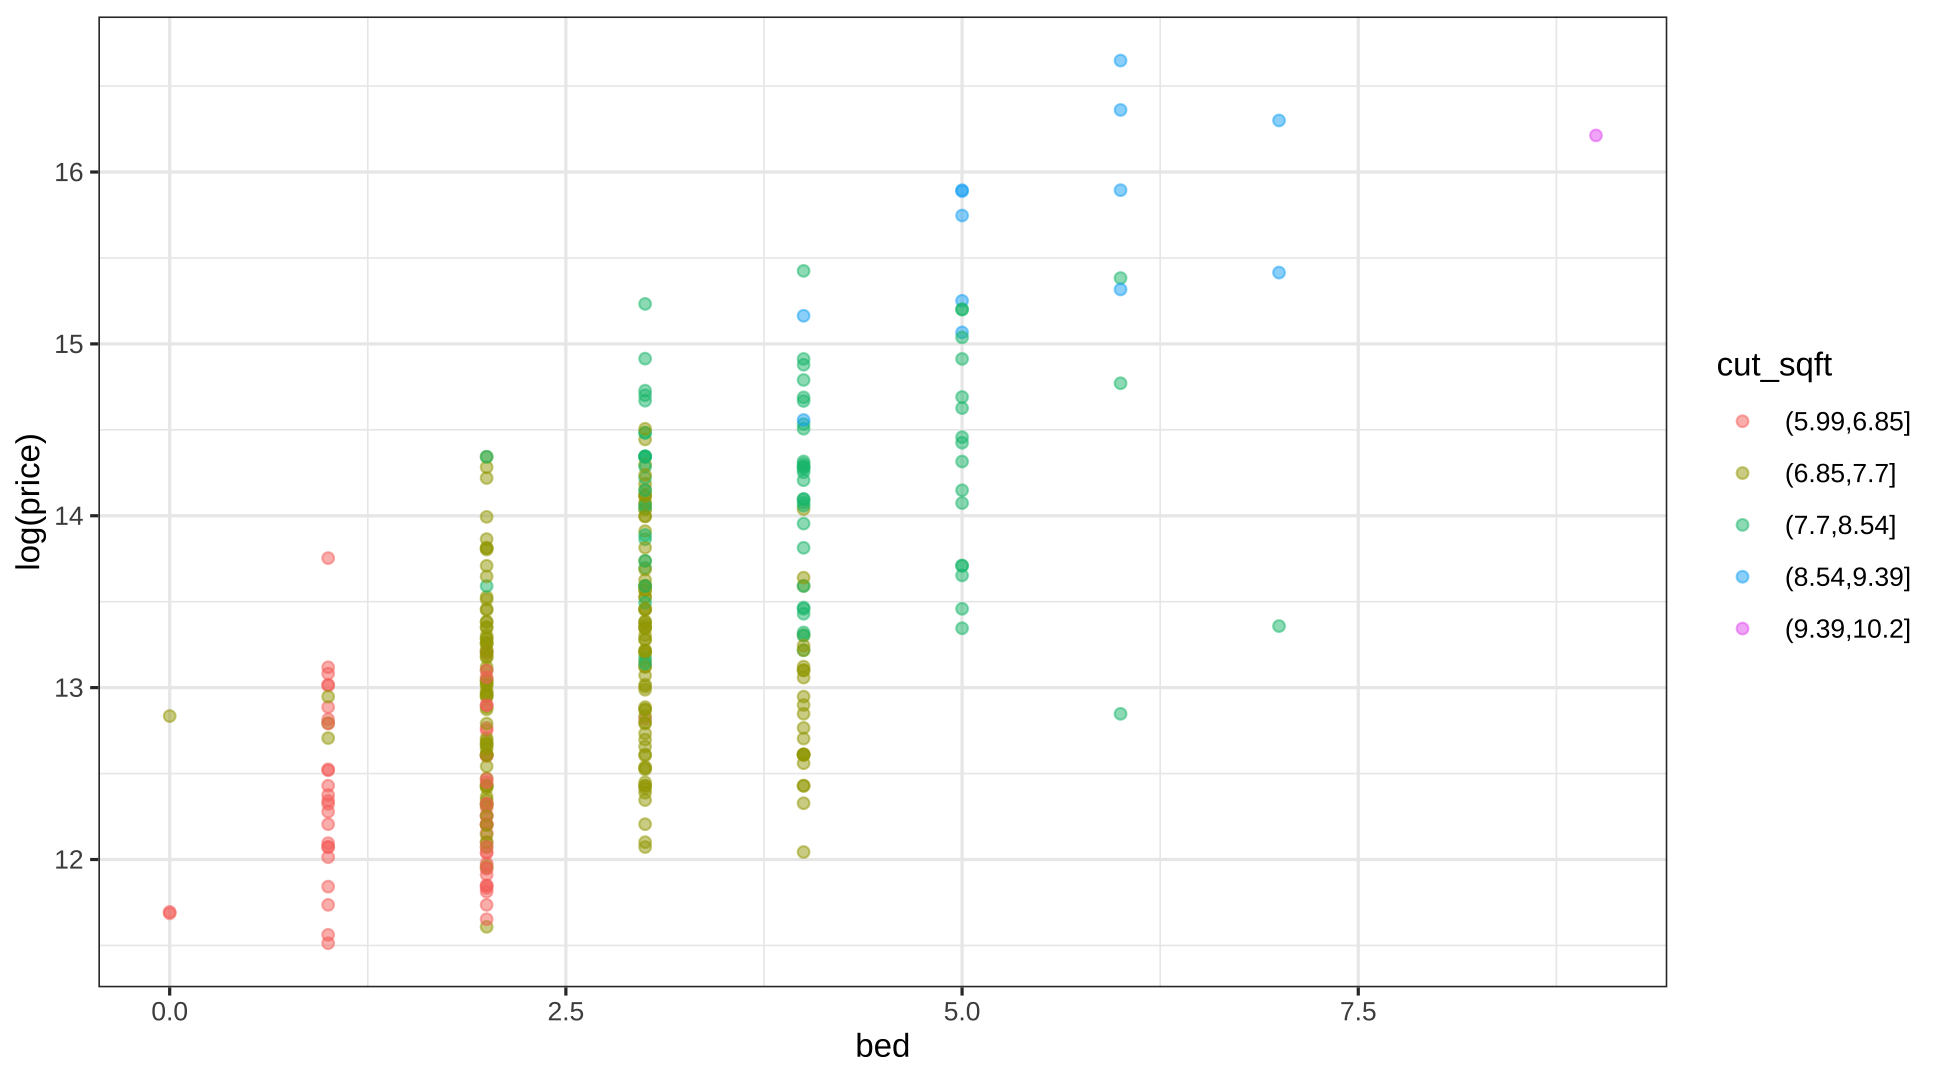 16
15
14
13
12
log(price)
0.0 2.5 5.0 7.5
bed
cut_sqft
(5.99,6.85]
(6.85,7.7]
(7.7,8.54]
(8.54,9.39]
(9.39,10.2]